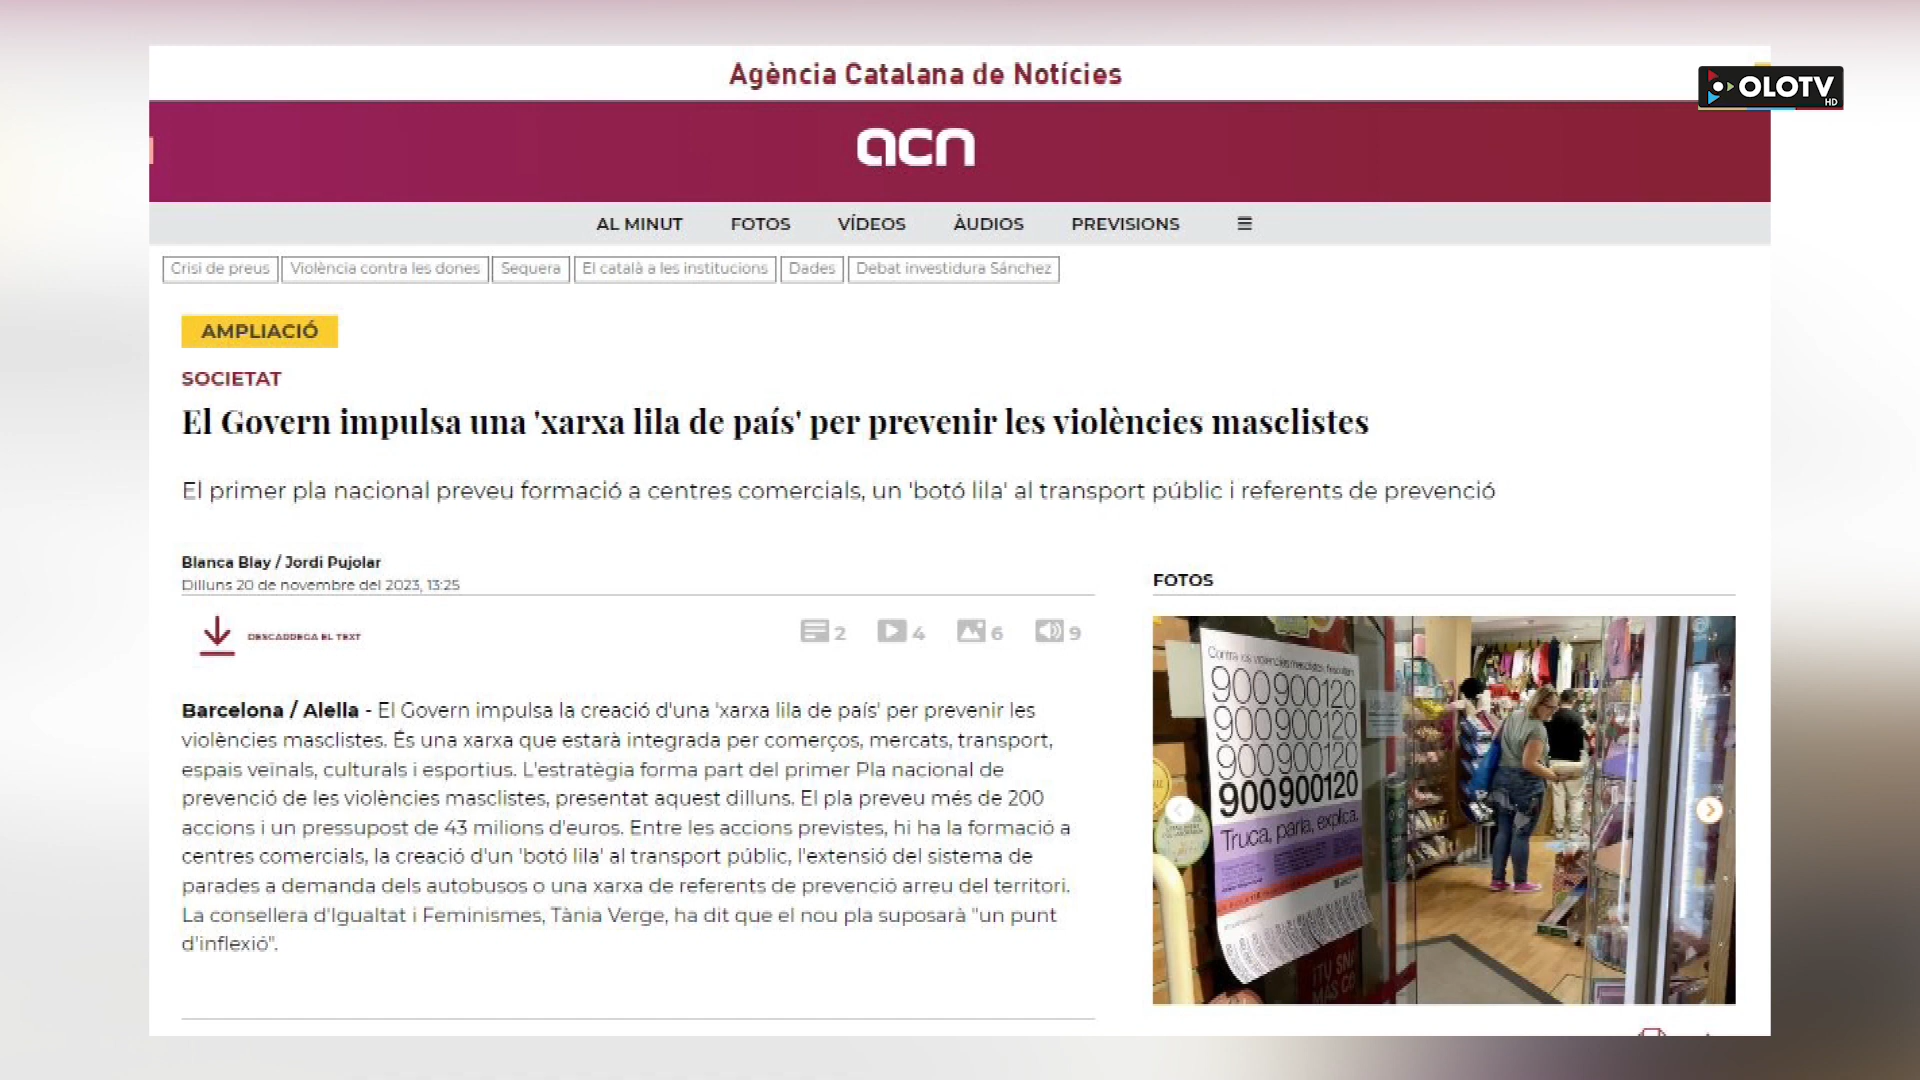 Agència Catalana de Notícies
OLOTV
HD
acn
AL MINUT FOTOS VÍDEOS ÀUDIOS PREVISIONS
Crisi de preus Violència contra les dones Sequera El català a les institucions Dades Debat investidura Sánchez
AMPLIACIÓ
SOCIETAT
El Govern impulsa una 'xarxa lila de país' per prevenir les violències masclistes
El primer pla nacional preveu formació a centres comercials, un 'botó lila' al transport públic i referents de prevenció
Blanca Blay / Jordi Pujolar
Dilluns 20 de novembre del 2023, 13:25
DESCARREGA EL TEXT
2 4 6 9
Barcelona / Alella - El Govern impulsa la creació d'una 'xarxa lila de país' per prevenir les
violències masclistes. És una xarxa que estarà integrada per comerços, mercats, transport,
espais veïnals, culturals i esportius. L'estratègia forma part del primer Pla nacional de
prevenció de les violències masclistes, presentat aquest dilluns. El pla preveu més de 200
accions i un pressupost de 43 milions d'euros. Entre les accions previstes, hi ha la formació a
centres comercials, la creació d'un 'botó lila' al transport públic, l'extensió del sistema de
parades a demanda dels autobusos o una xarxa de referents de prevenció arreu del territori.
La consellera d'Igualtat i Feminismes, Tània Verge, ha dit que el nou pla suposarà "un punt
d'inflexió".
FOTOS
Contra les violències masclistes,
900900120
900900120
900900120
900900120
Truca, parla, explica.